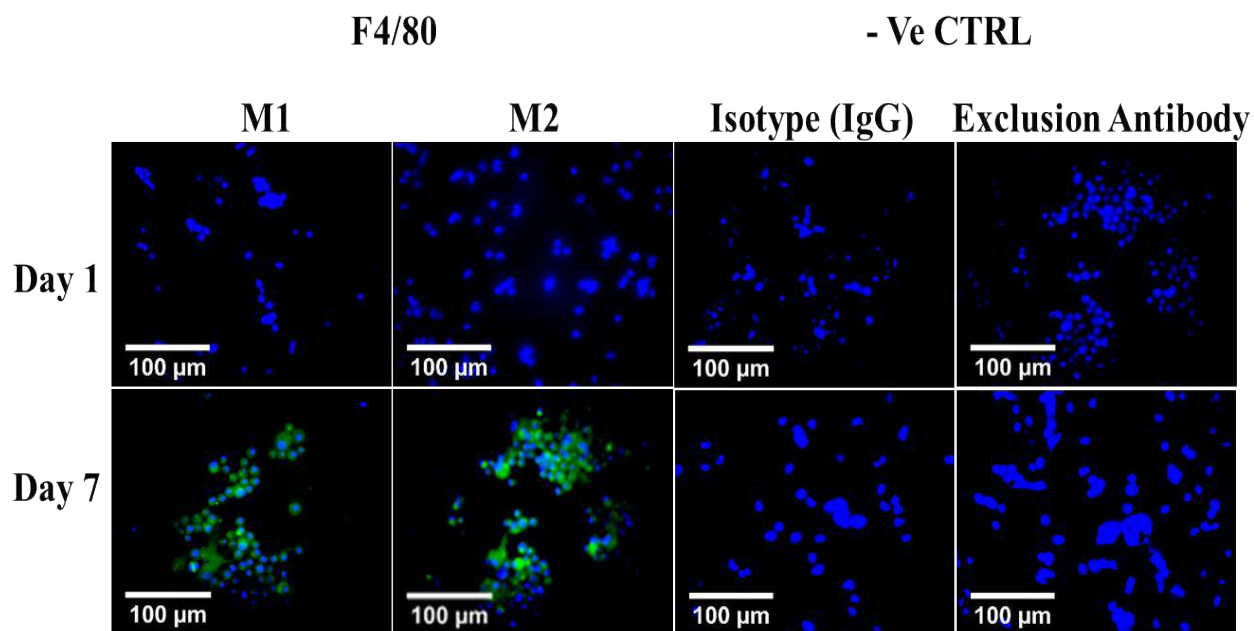 F4/80
- Ve CTRL
M1
M2
Isotype (IgG)
Exclusion Antibody
Day 1
100 µm
100 µm
100 µm
100 µm
Day 7
100 µm
100 µm
100 µm
100 µm